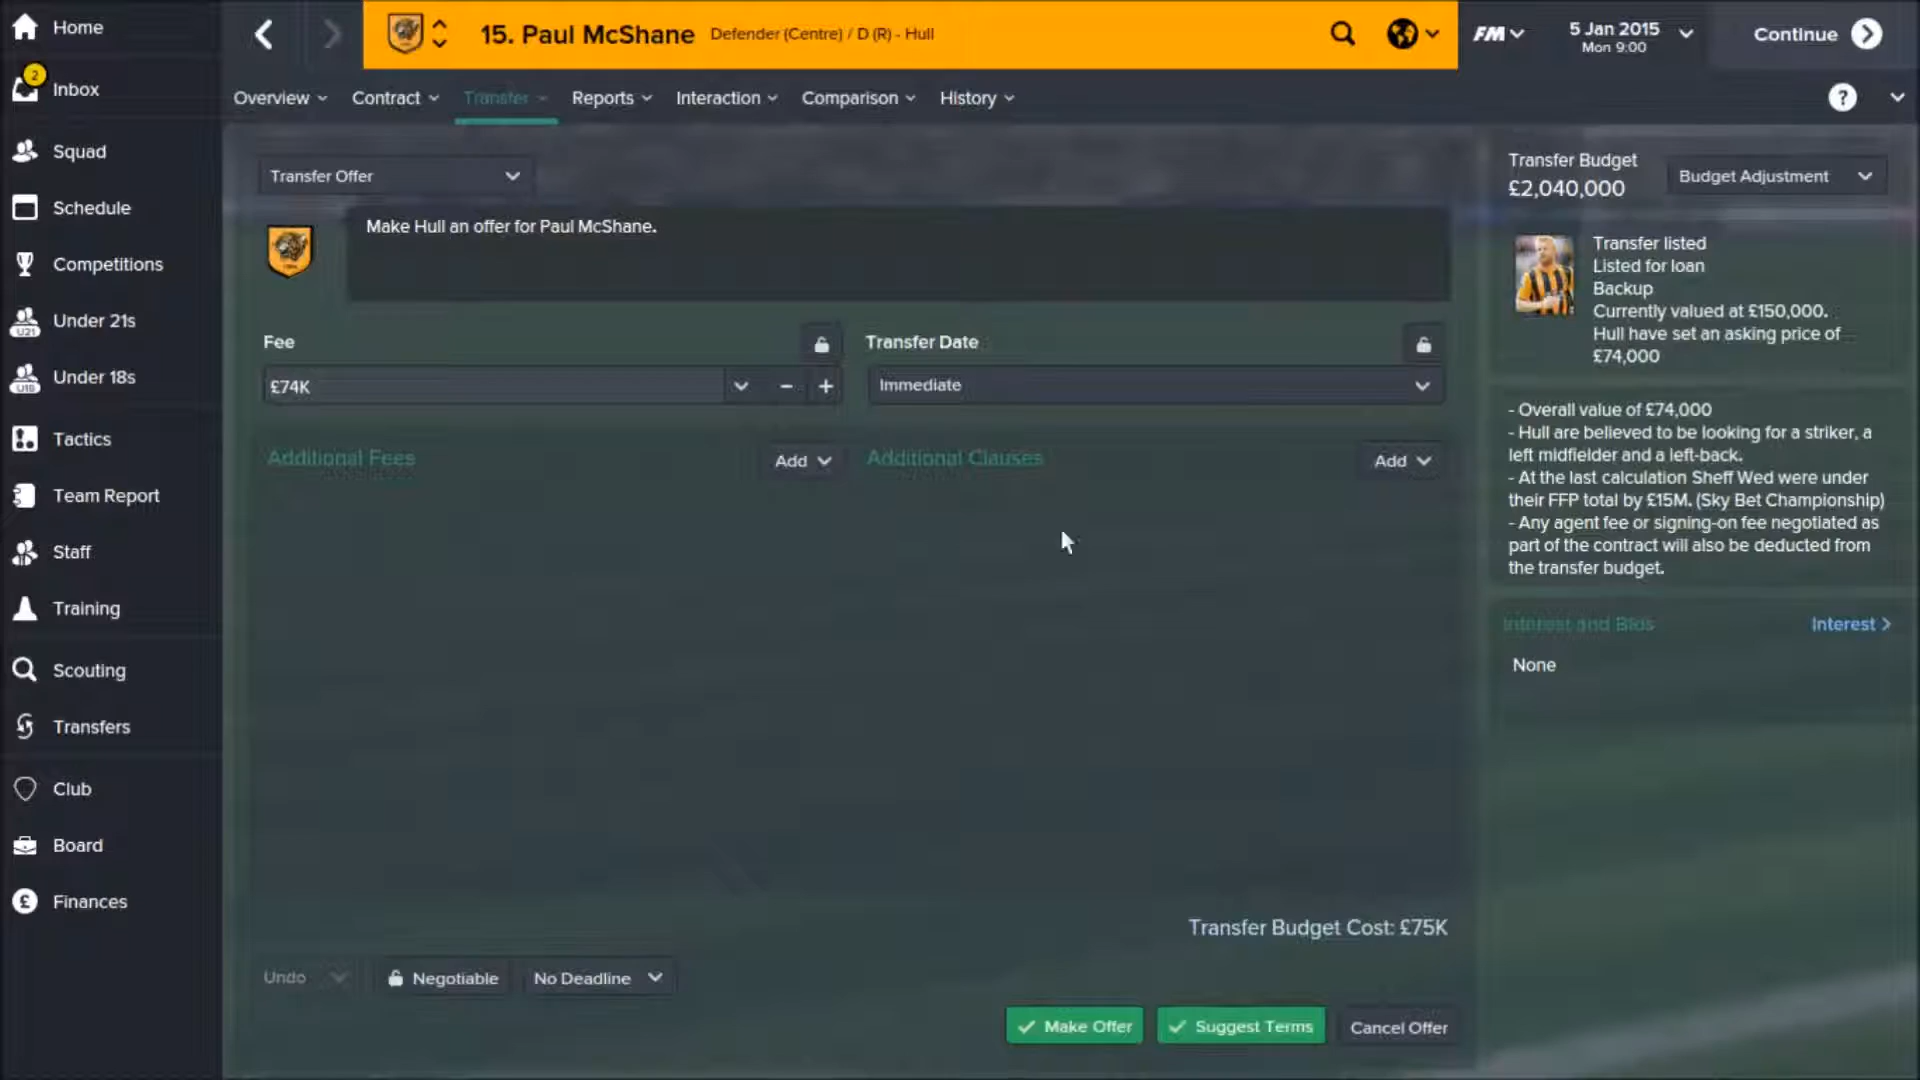 Home
2
Inbox
Squad
Schedule
Competitions
U21
Under 21s
U18
Under 18s
Tactics
Team Report
Staff
Training
Scouting
Transfers
Club
Board
£
Finances
15. Paul McShane
Defender (Centre) / D (R) - Hull
FM
5 Jan 2015
Mon 9:00
Continue
Overview
Contract
Transfer
Reports
Interaction
Comparison
History
?
Transfer Offer
Make Hull an offer for Paul McShane.
Fee
£74K
Transfer Date
Immediate
Additional Fees
Add
Additional Clauses
Add
Transfer Budget Cost: £75K
Undo
Negotiable
No Deadline
Make Offer
Suggest Terms
Cancel Offer
Transfer Budget
£2,040,000
Budget Adjustment
Transfer listed
Listed for loan
Backup
Currently valued at £150,000.
Hull have set an asking price of
£74,000
- Overall value of £74,000
- Hull are believed to be looking for a striker, a
left midfielder and a left-back.
- At the last calculation Sheff Wed were under
their FFP total by £15M. (Sky Bet Championship)
- Any agent fee or signing-on fee negotiated as
part of the contract will also be deducted from
the transfer budget.
Interest and Bids
Interest >
None